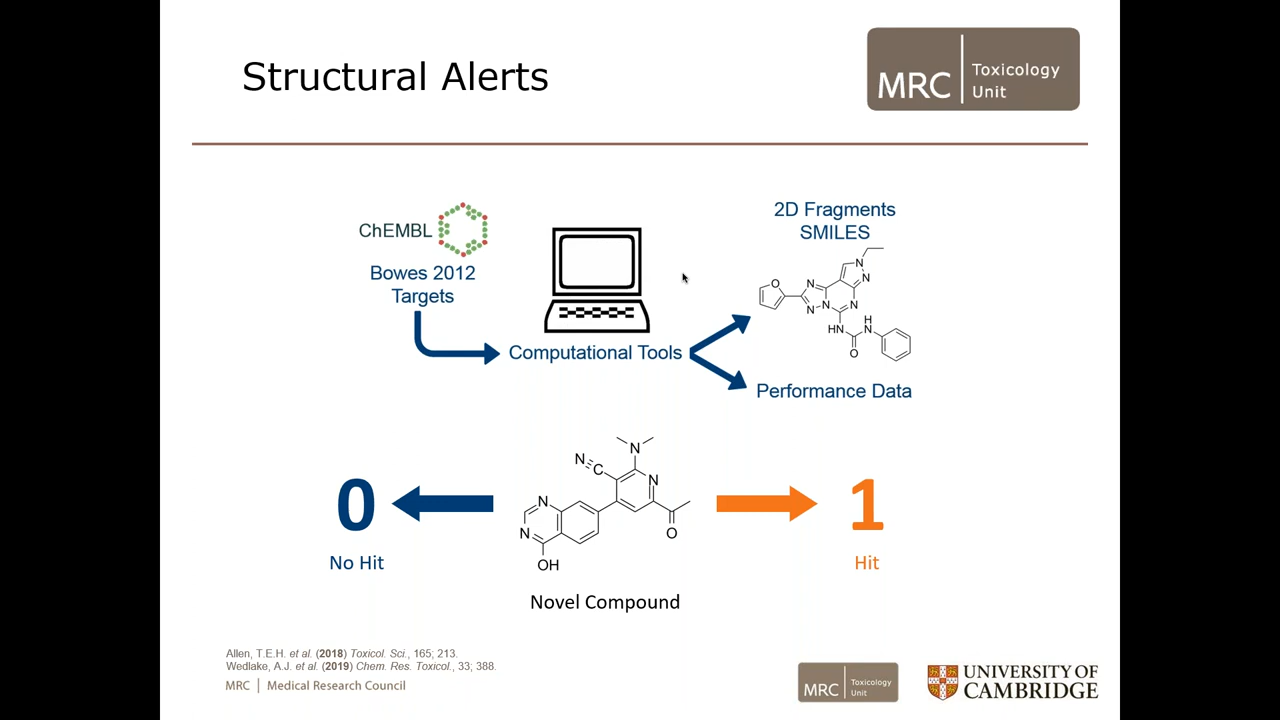 Structural Alerts
MRC
Toxicology
Unit
ChEMBL
Bowes 2012
Targets
Computational Tools
2D Fragments
SMILES
N
N
O
N
N
N
N
N
HN
H
N
O
Performance Data
N
N
C
N
N
N
O
OH
0
No Hit
1
Hit
Novel Compound
Allen, T.E.H. et al. (2018) Toxicol. Sci., 165; 213.
Wedlake, A.J. et al. (2019) Chem. Res. Toxicol., 33; 388.
MRC | Medical Research Council
MRC
Toxicology
Unit
UNIVERSITY OF
CAMBRIDGE